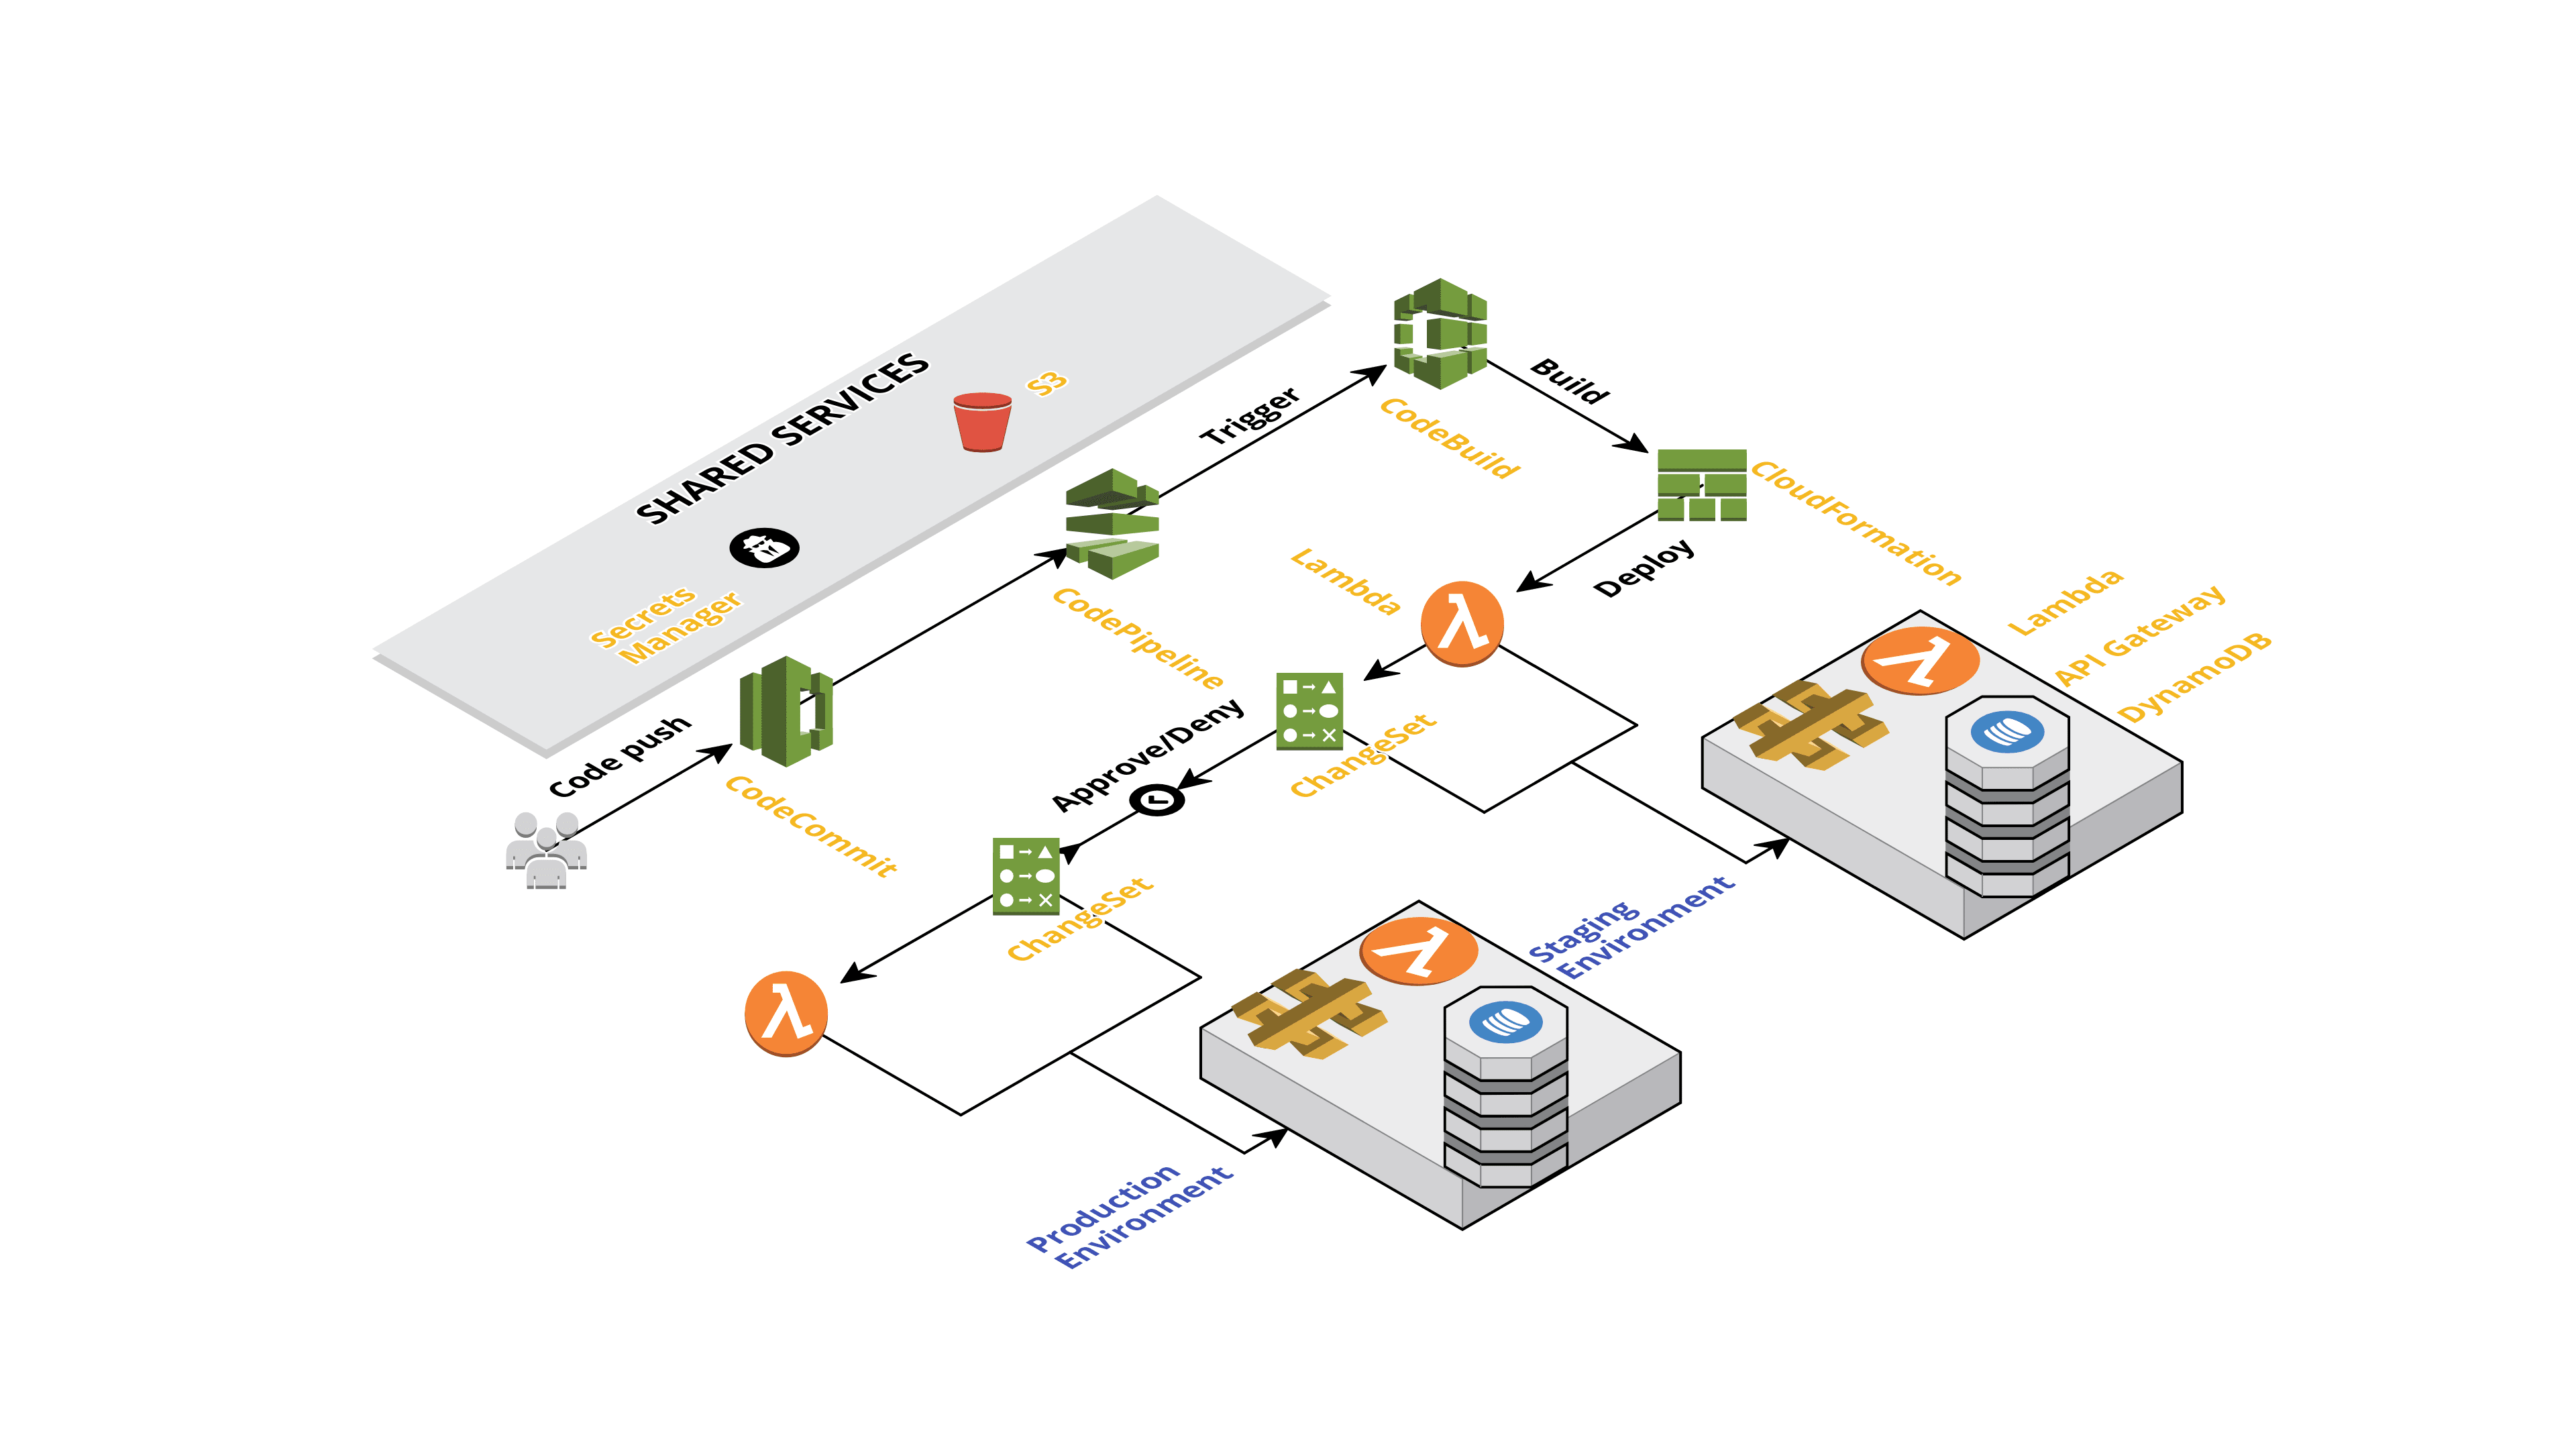 SHARED SERVICES
S3
Secrets
Manager
Code push
CodeCommit
CodePipeline
Trigger
CodeBuild
Build
CloudFormation
Deploy
Lambda
ChangeSet
Approve/Deny
ChangeSet
Lambda
API Gateway
DynamoDB
Staging
Environment
Production
Environment